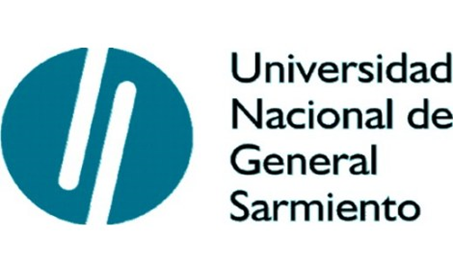 Universidad
Nacional de
General
Sarmiento